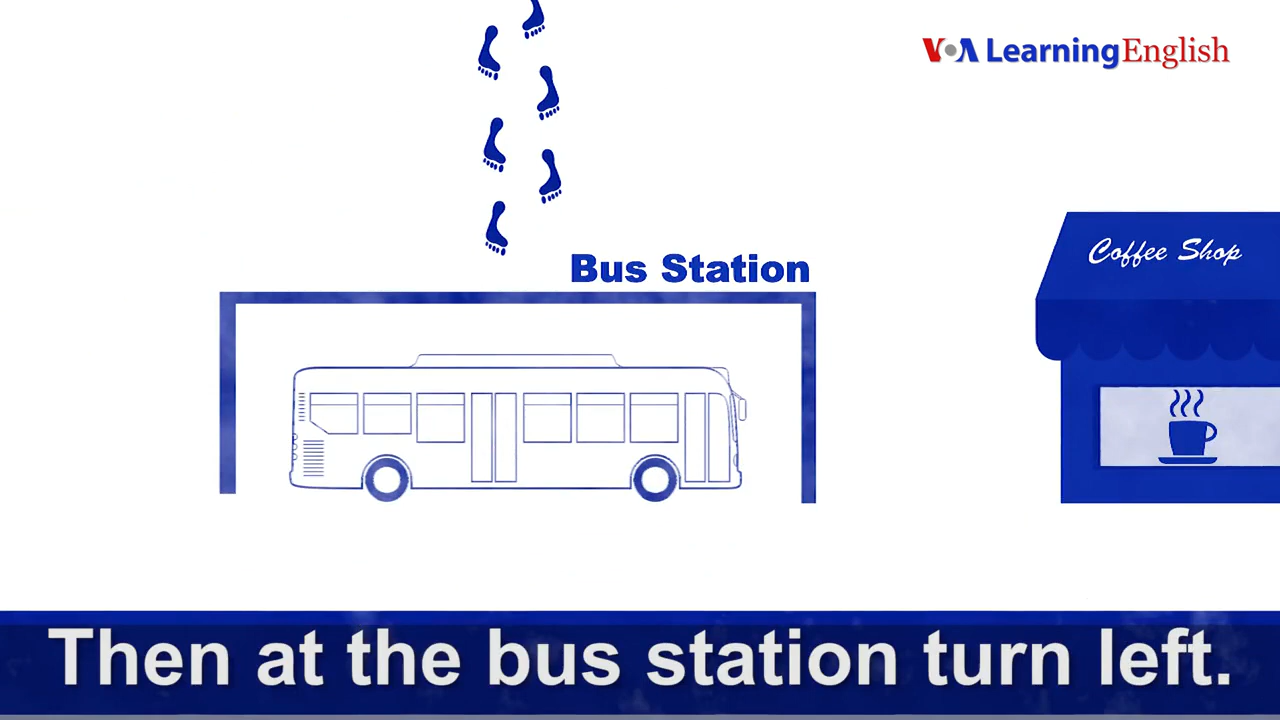 VOA Learning English
Bus Station
Coffee Shop
Then at the bus station turn left.